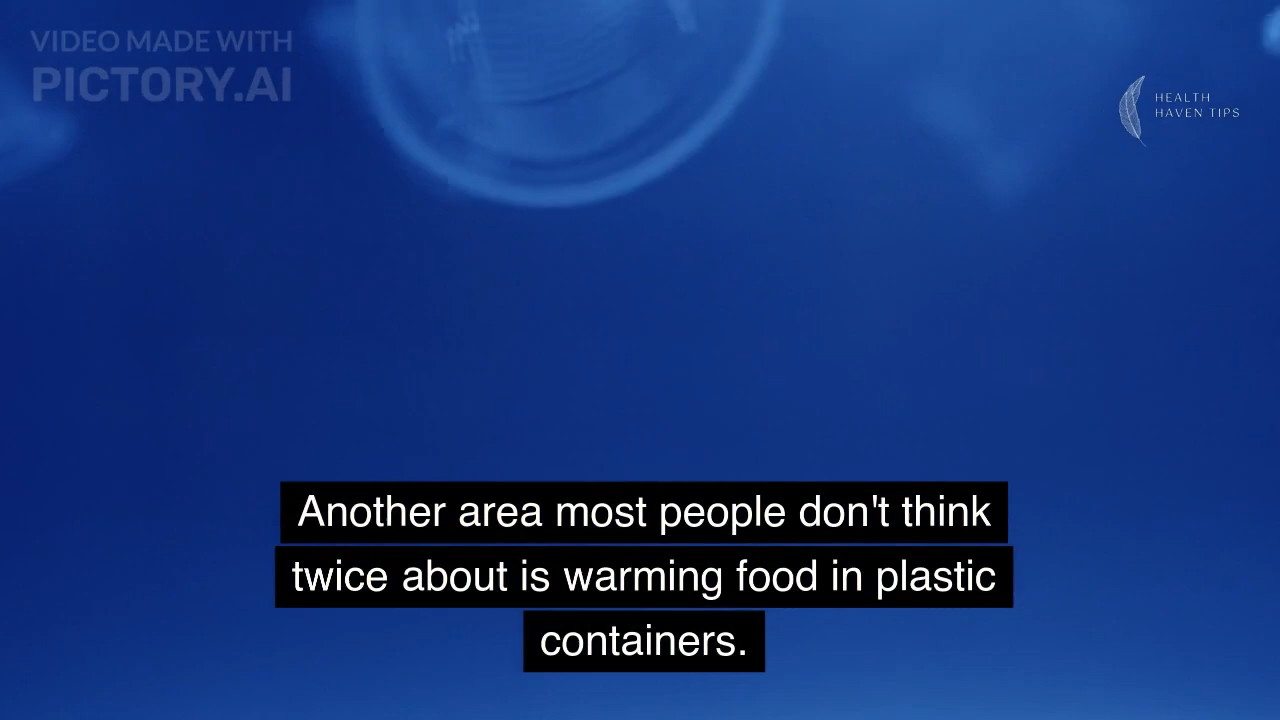 VIDEO MADE WITH
PICTORY.AI
HEALTH
HAVEN TIPS
Another area most people don't think
twice about is warming food in plastic
containers.